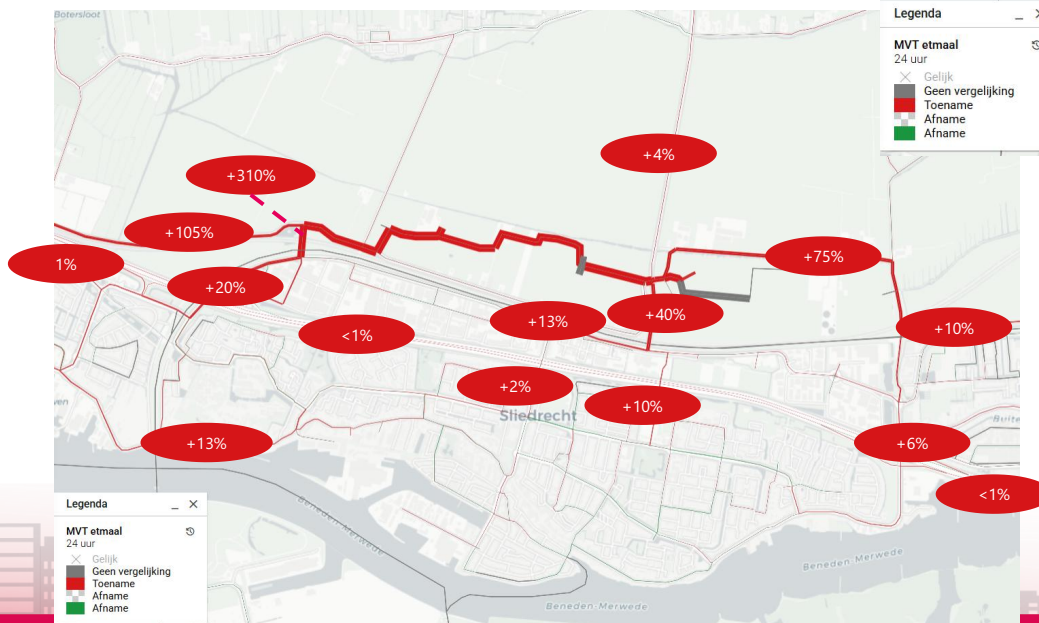 Botersloot
Legenda
MVT etmaal
24 uur
Gelijk
Geen vergelijking
Toename
Afname
Afname
+4%
+310%
+105%
1%
+20%
+75%
+13%
+40%
<1%
+10%
+2%
+10%
Sliedrecht
+13%
+6%
<1%
Beneden Merwede
Beneden Merwede
Beneden Merwede
Legenda
MVT etmaal
24 uur
Gelijk
Geen vergelijking
Toename
Afname
Afname